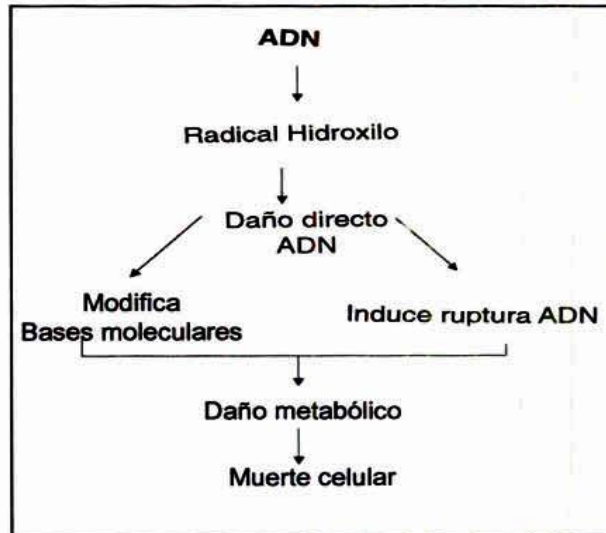 ADN
Radical Hidroxilo
Daño directo
ADN
Modifica
Bases moleculares
Induce ruptura ADN
Daño metabólico
Muerte celular